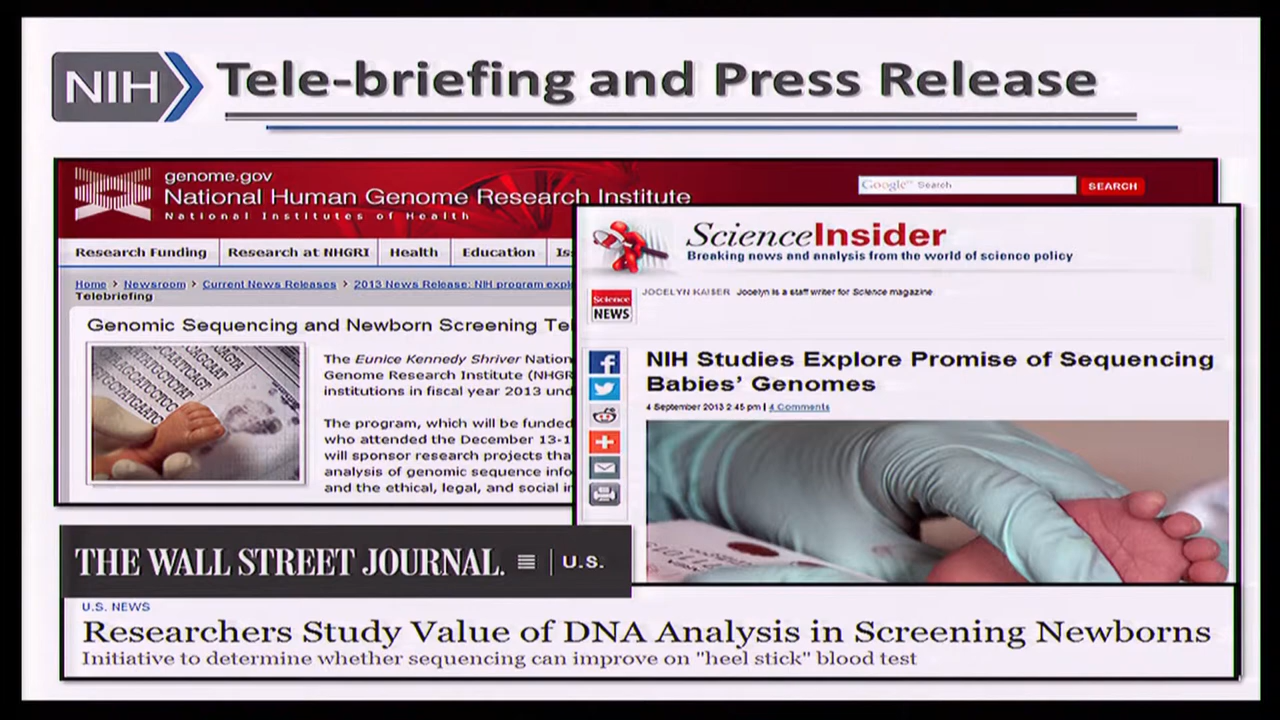 NIH
Tele-briefing and Press Release
genome.gov
National Human Genome Research Institute
National Institutes of Health
Google Search
SEARCH
Research Funding
Research at NHGRI
Health
Education
Home > Newsroom > Current News Releases > 2013 News Release: NIH program
Telebriefing
Genomic Sequencing and Newborn Screening
The Eunice Kennedy Shriver
Genome Research Institute (NHGR
institutions in fiscal year 2013
The program, which will be funded
who attended the December 13-1
will sponsor research projects
analysis of genomic sequence
and the ethical, legal, and social
ScienceInsider
Breaking news and analysis from the world of science policy
Science
NEWS
JOCELYN KAISER Jocelyn is a staff writer for Science magazine
NIH Studies Explore Promise of Sequencing
Babies' Genomes
4 September 2013 2:45 pm | 4 Comments
THE WALL STREET JOURNAL.
U.S.
U.S. NEWS
Researchers Study Value of DNA Analysis in Screening Newborns
Initiative to determine whether sequencing can improve on "heel stick" blood test